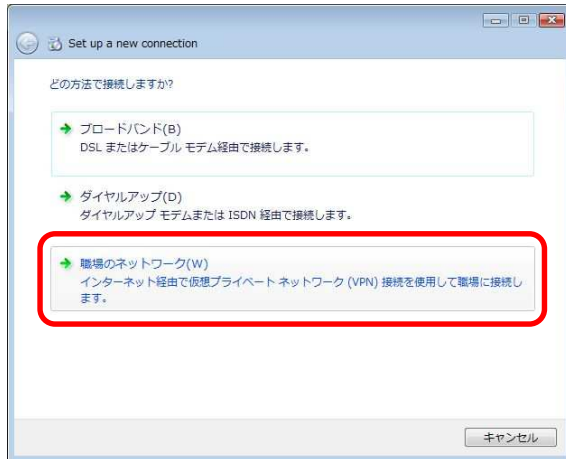 Set up a new connection
どの方法で接続しますか?
ブロードバンド(B)
DSL またはケーブル モデム経由で接続します。
ダイヤルアップ(D)
ダイヤルアップ モデムまたは ISDN 経由で接続します。
職場のネットワーク(W)
インターネット経由で仮想プライベート ネットワーク (VPN) 接続を使用して職場に接続し
ます。
キャンセル